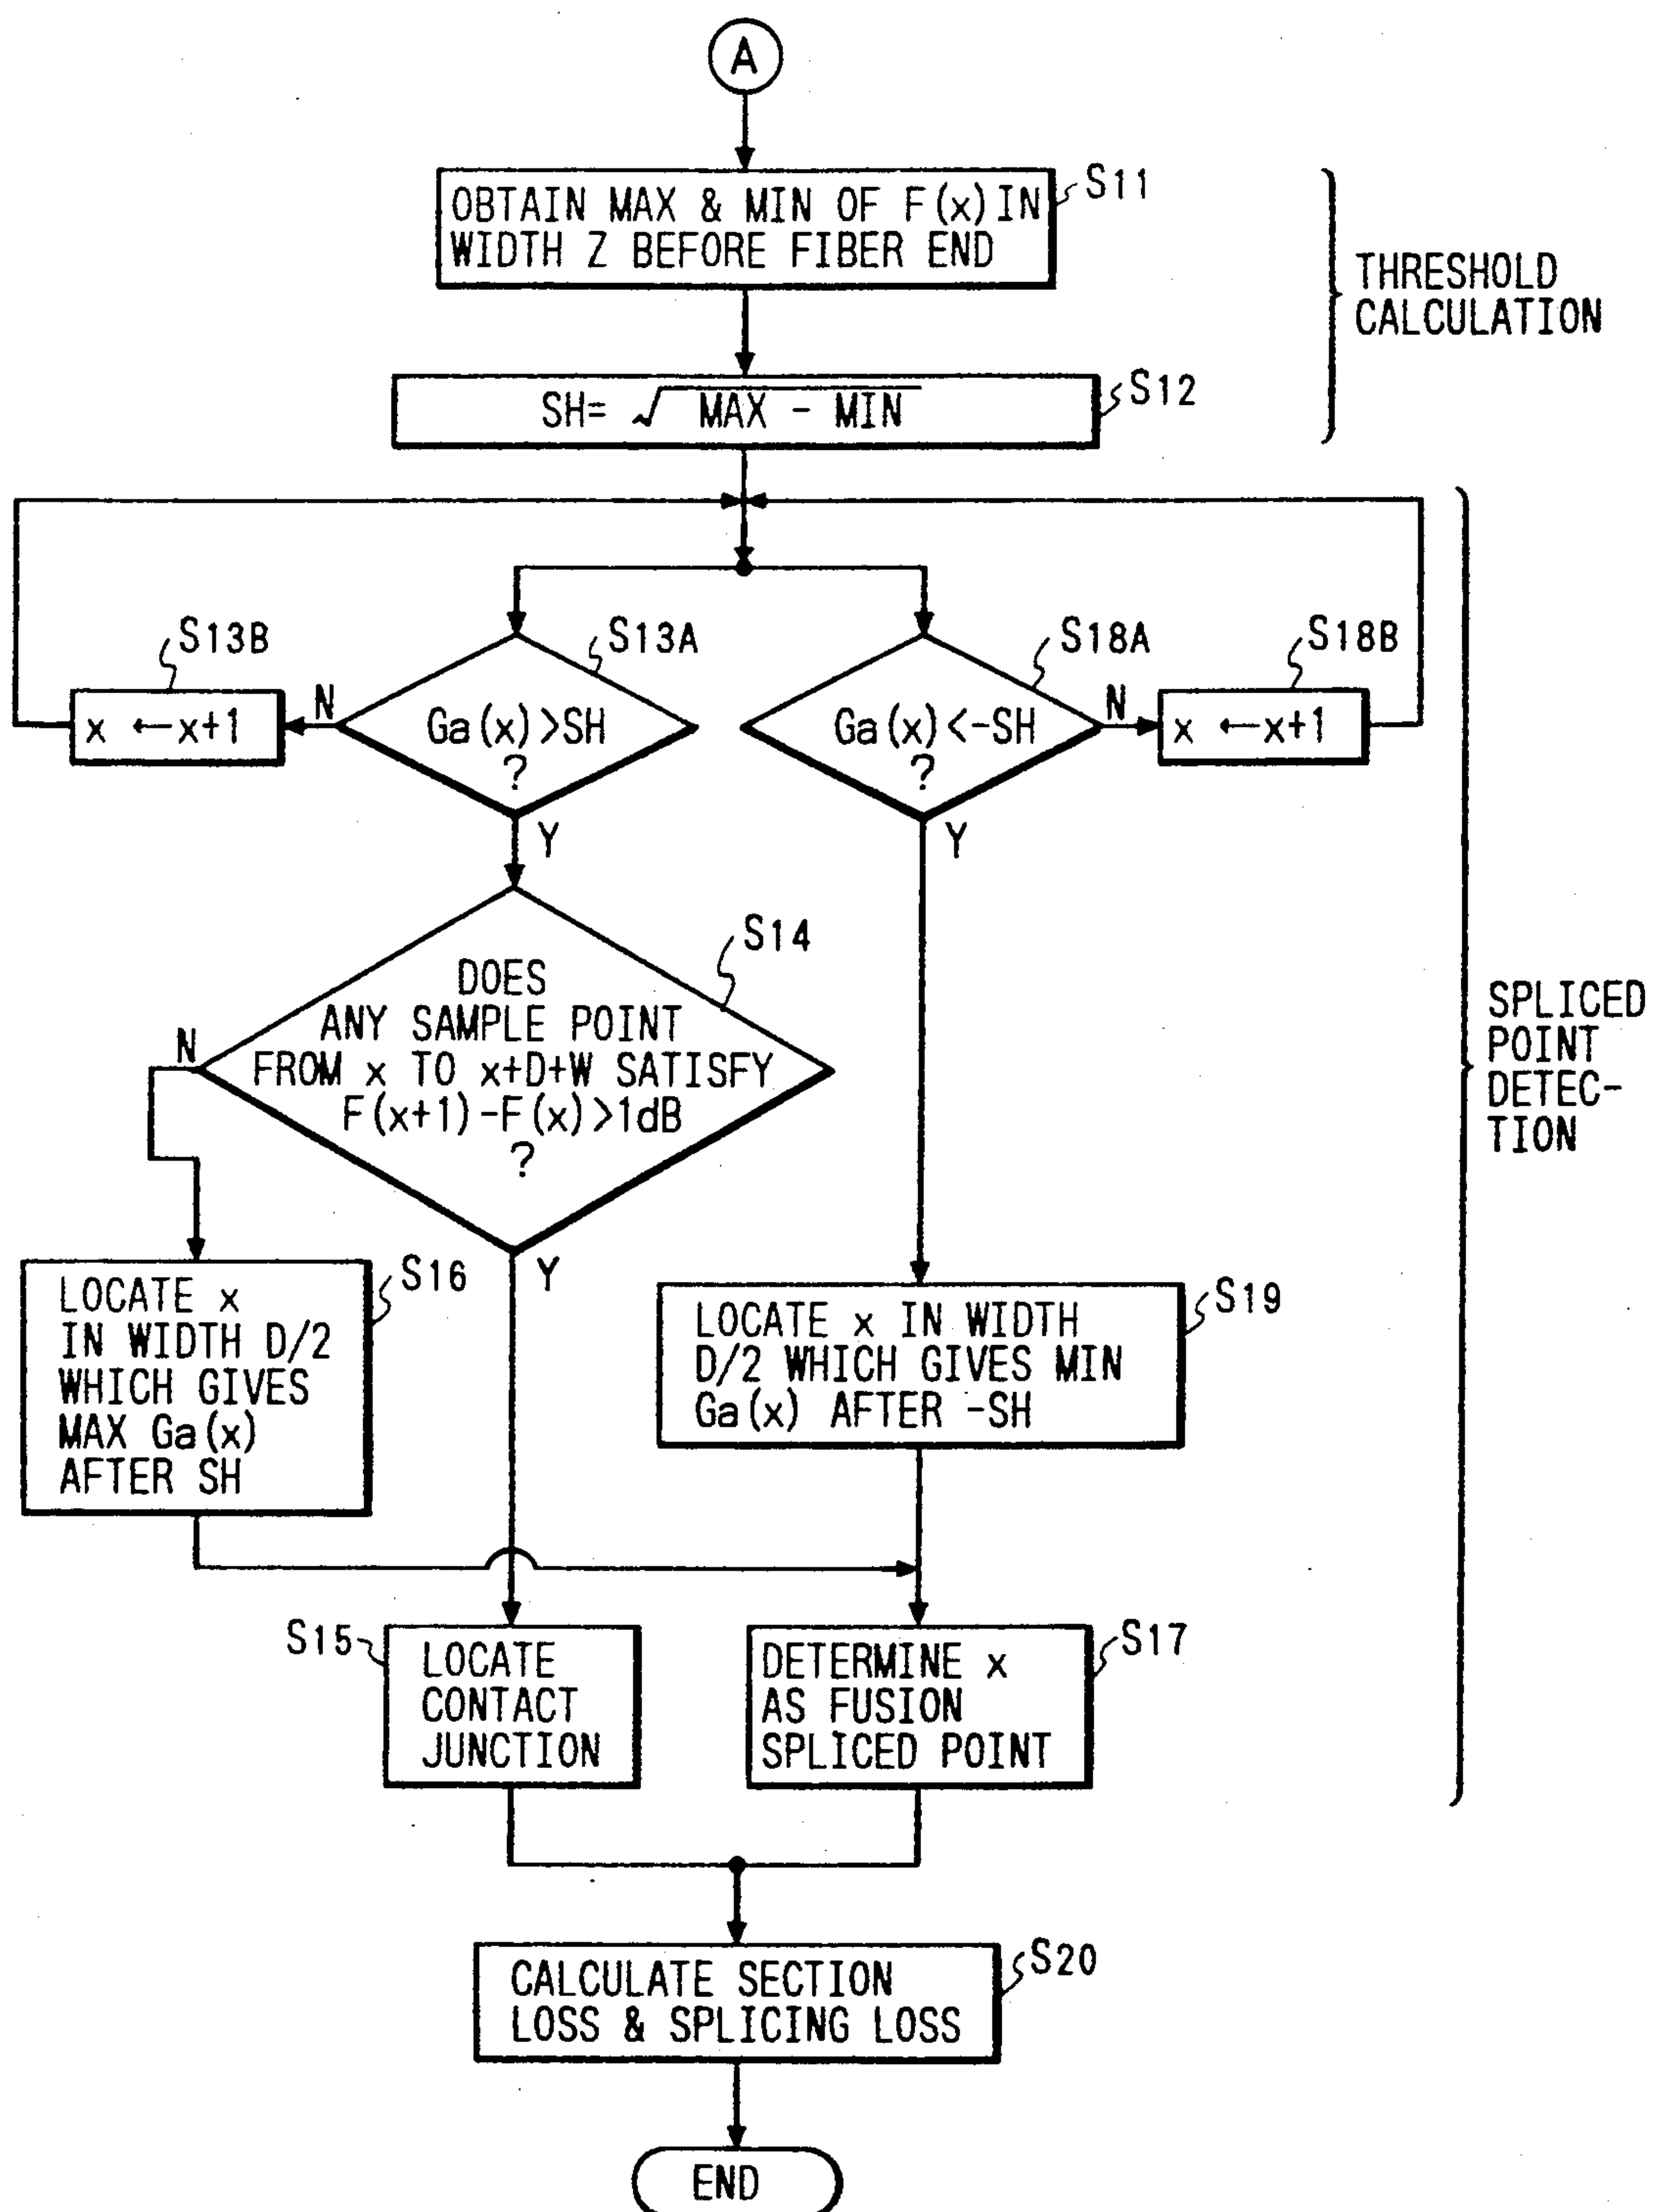 A
OBTAIN MAX & MIN OF F(x) IN
WIDTH Z BEFORE FIBER END
S11
THRESHOLD
CALCULATION
SH= √MAX - MIN
S12
S13B
x ←x+1
N
S13A
Ga(x)>SH
?
Y
S18A
Ga(x)<-SH
?
N
Y
S18B
x ←x+1
S14
DOES
ANY SAMPLE POINT
FROM x TO x+D+W SATISFY
F(x+1)-F(x)>1dB
?
N
Y
SPLICED
POINT
DETEC-
TION
S16
LOCATE x
IN WIDTH D/2
WHICH GIVES
MAX Ga(x)
AFTER SH
S19
LOCATE x IN WIDTH
D/2 WHICH GIVES MIN
Ga(x) AFTER -SH
S15
LOCATE
CONTACT
JUNCTION
S17
DETERMINE x
AS FUSION
SPLICED POINT
S20
CALCULATE SECTION
LOSS & SPLICING LOSS
END